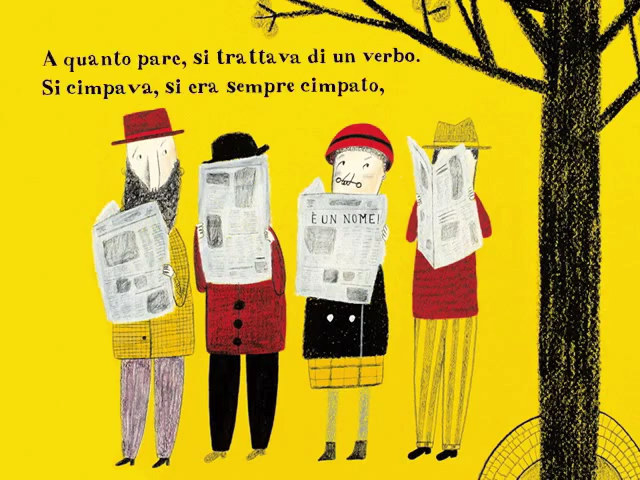 A quanto pare, si trattava di un verbo.
Si cimpava, si era sempre cimpato,
È UN NOME!